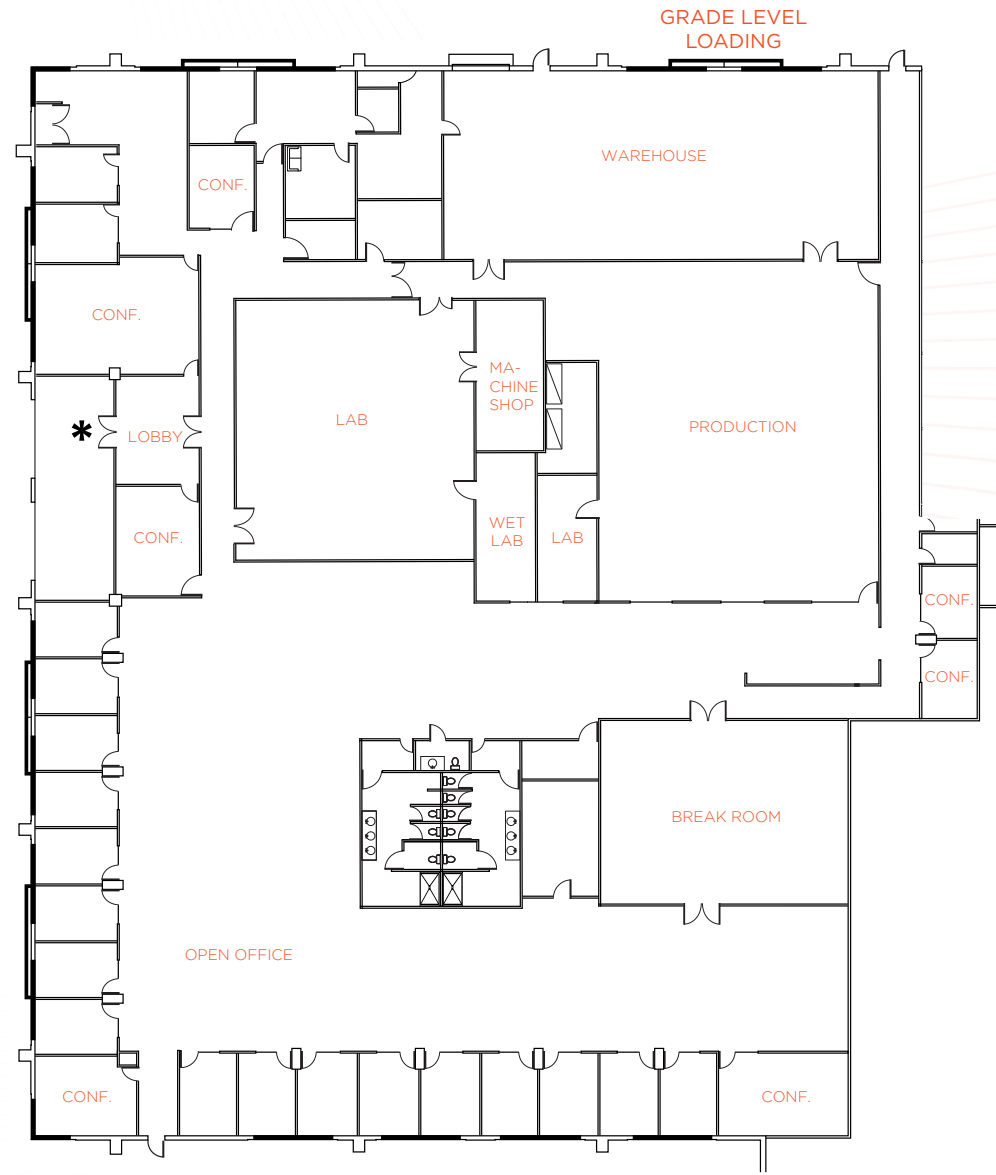 GRADE LEVEL
LOADING
WAREHOUSE
CONF.
CONF.
MA-
CHINE
SHOP
LAB
PRODUCTION
*
LOBBY
WET
LAB
LAB
CONF.
CONF.
CONF.
BREAK ROOM
OPEN OFFICE
CONF.
CONF.